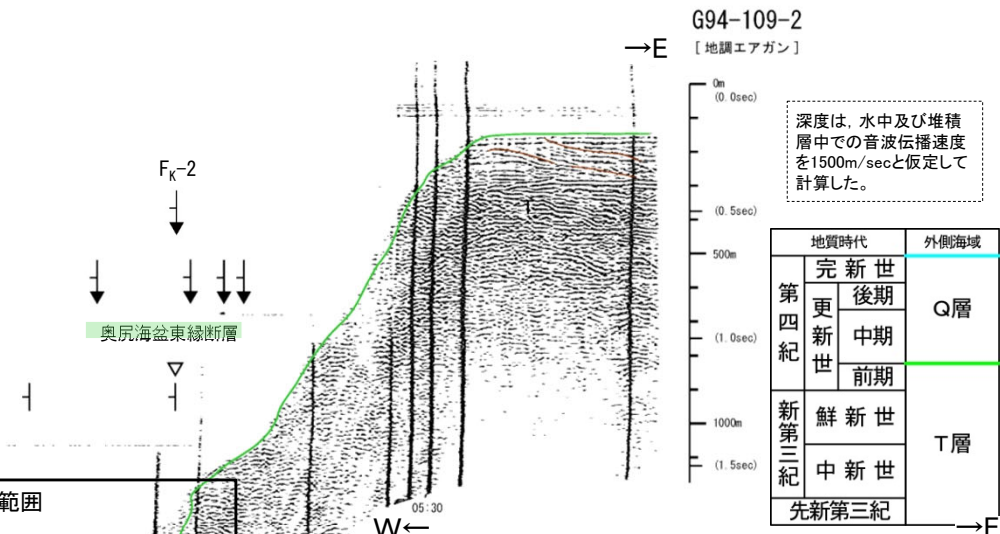 G94-109-2
→E
[地調エアガン]
0m
(0.0sec)
深度は，水中及び堆積
層中での音波伝播速度
を1500m/secと仮定して
計算した。
FK-2
(0.5sec)
500m
奥尻海盆東縁断層
(1.0sec)
1000m
(1.5sec)
地質時代 外側海域
第四紀 完新世 Q層
更新世 後期
中期
前期
新第三紀 鮮新世 T層
中新世
先新第三紀
範囲
05:30
W←
→E